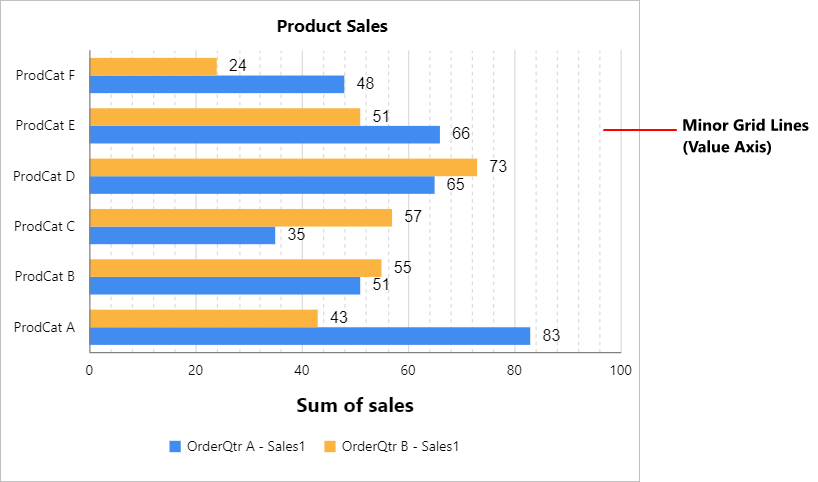 Product Sales
ProdCat F
24
48
ProdCat E
51
66
Minor Grid Lines
(Value Axis)
ProdCat D
73
65
ProdCat C
57
35
ProdCat B
55
51
ProdCat A
43
83
0 20 40 60 80 100
Sum of sales
OrderQtr A - Sales1 OrderQtr B - Sales1